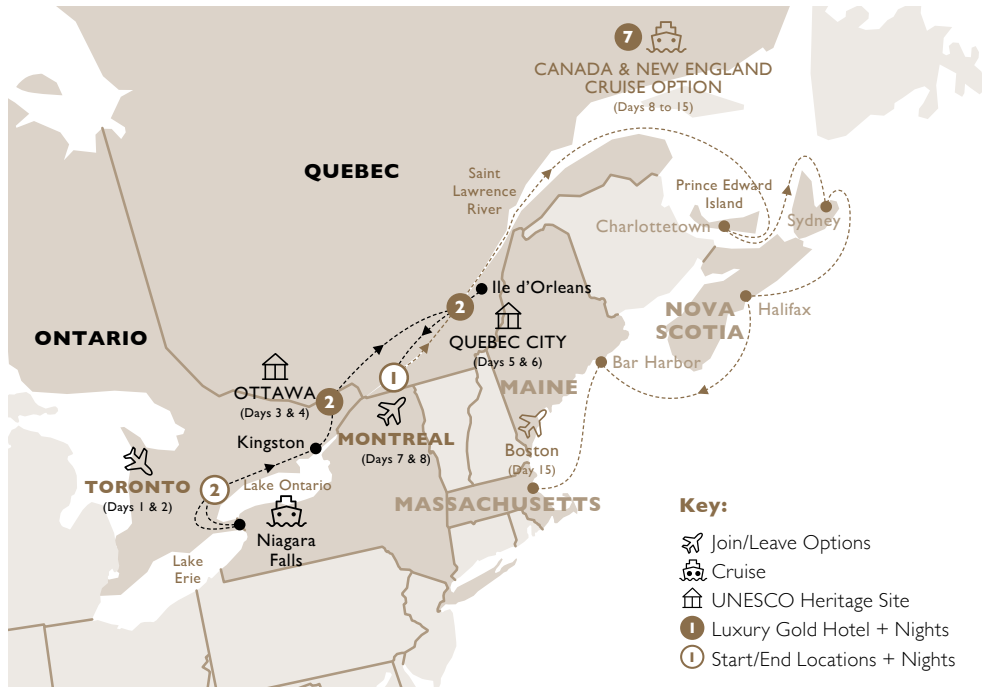 7
CANADA & NEW ENGLAND
CRUISE OPTION
(Days 8 to 15)
QUEBEC
Saint
Lawrence
River
Prince Edward
Island
Charlottetown
Sydney
Ile d’Orleans
2
NOVA
SCOTIA
Halifax
ONTARIO
QUEBEC CITY
(Days 5 & 6)
Bar Harbor
1
MAINE
OTTAWA
(Days 3 & 4)
2
Kingston
MONTREAL
(Days 7 & 8)
Boston
(Day 15)
TORONTO
(Days 1 & 2)
2
Lake Ontario
MASSACHUSETTS
Niagara
Falls
Lake
Erie
Key:
Join/Leave Options
Cruise
UNESCO Heritage Site
1 Luxury Gold Hotel + Nights
1 Start/End Locations + Nights